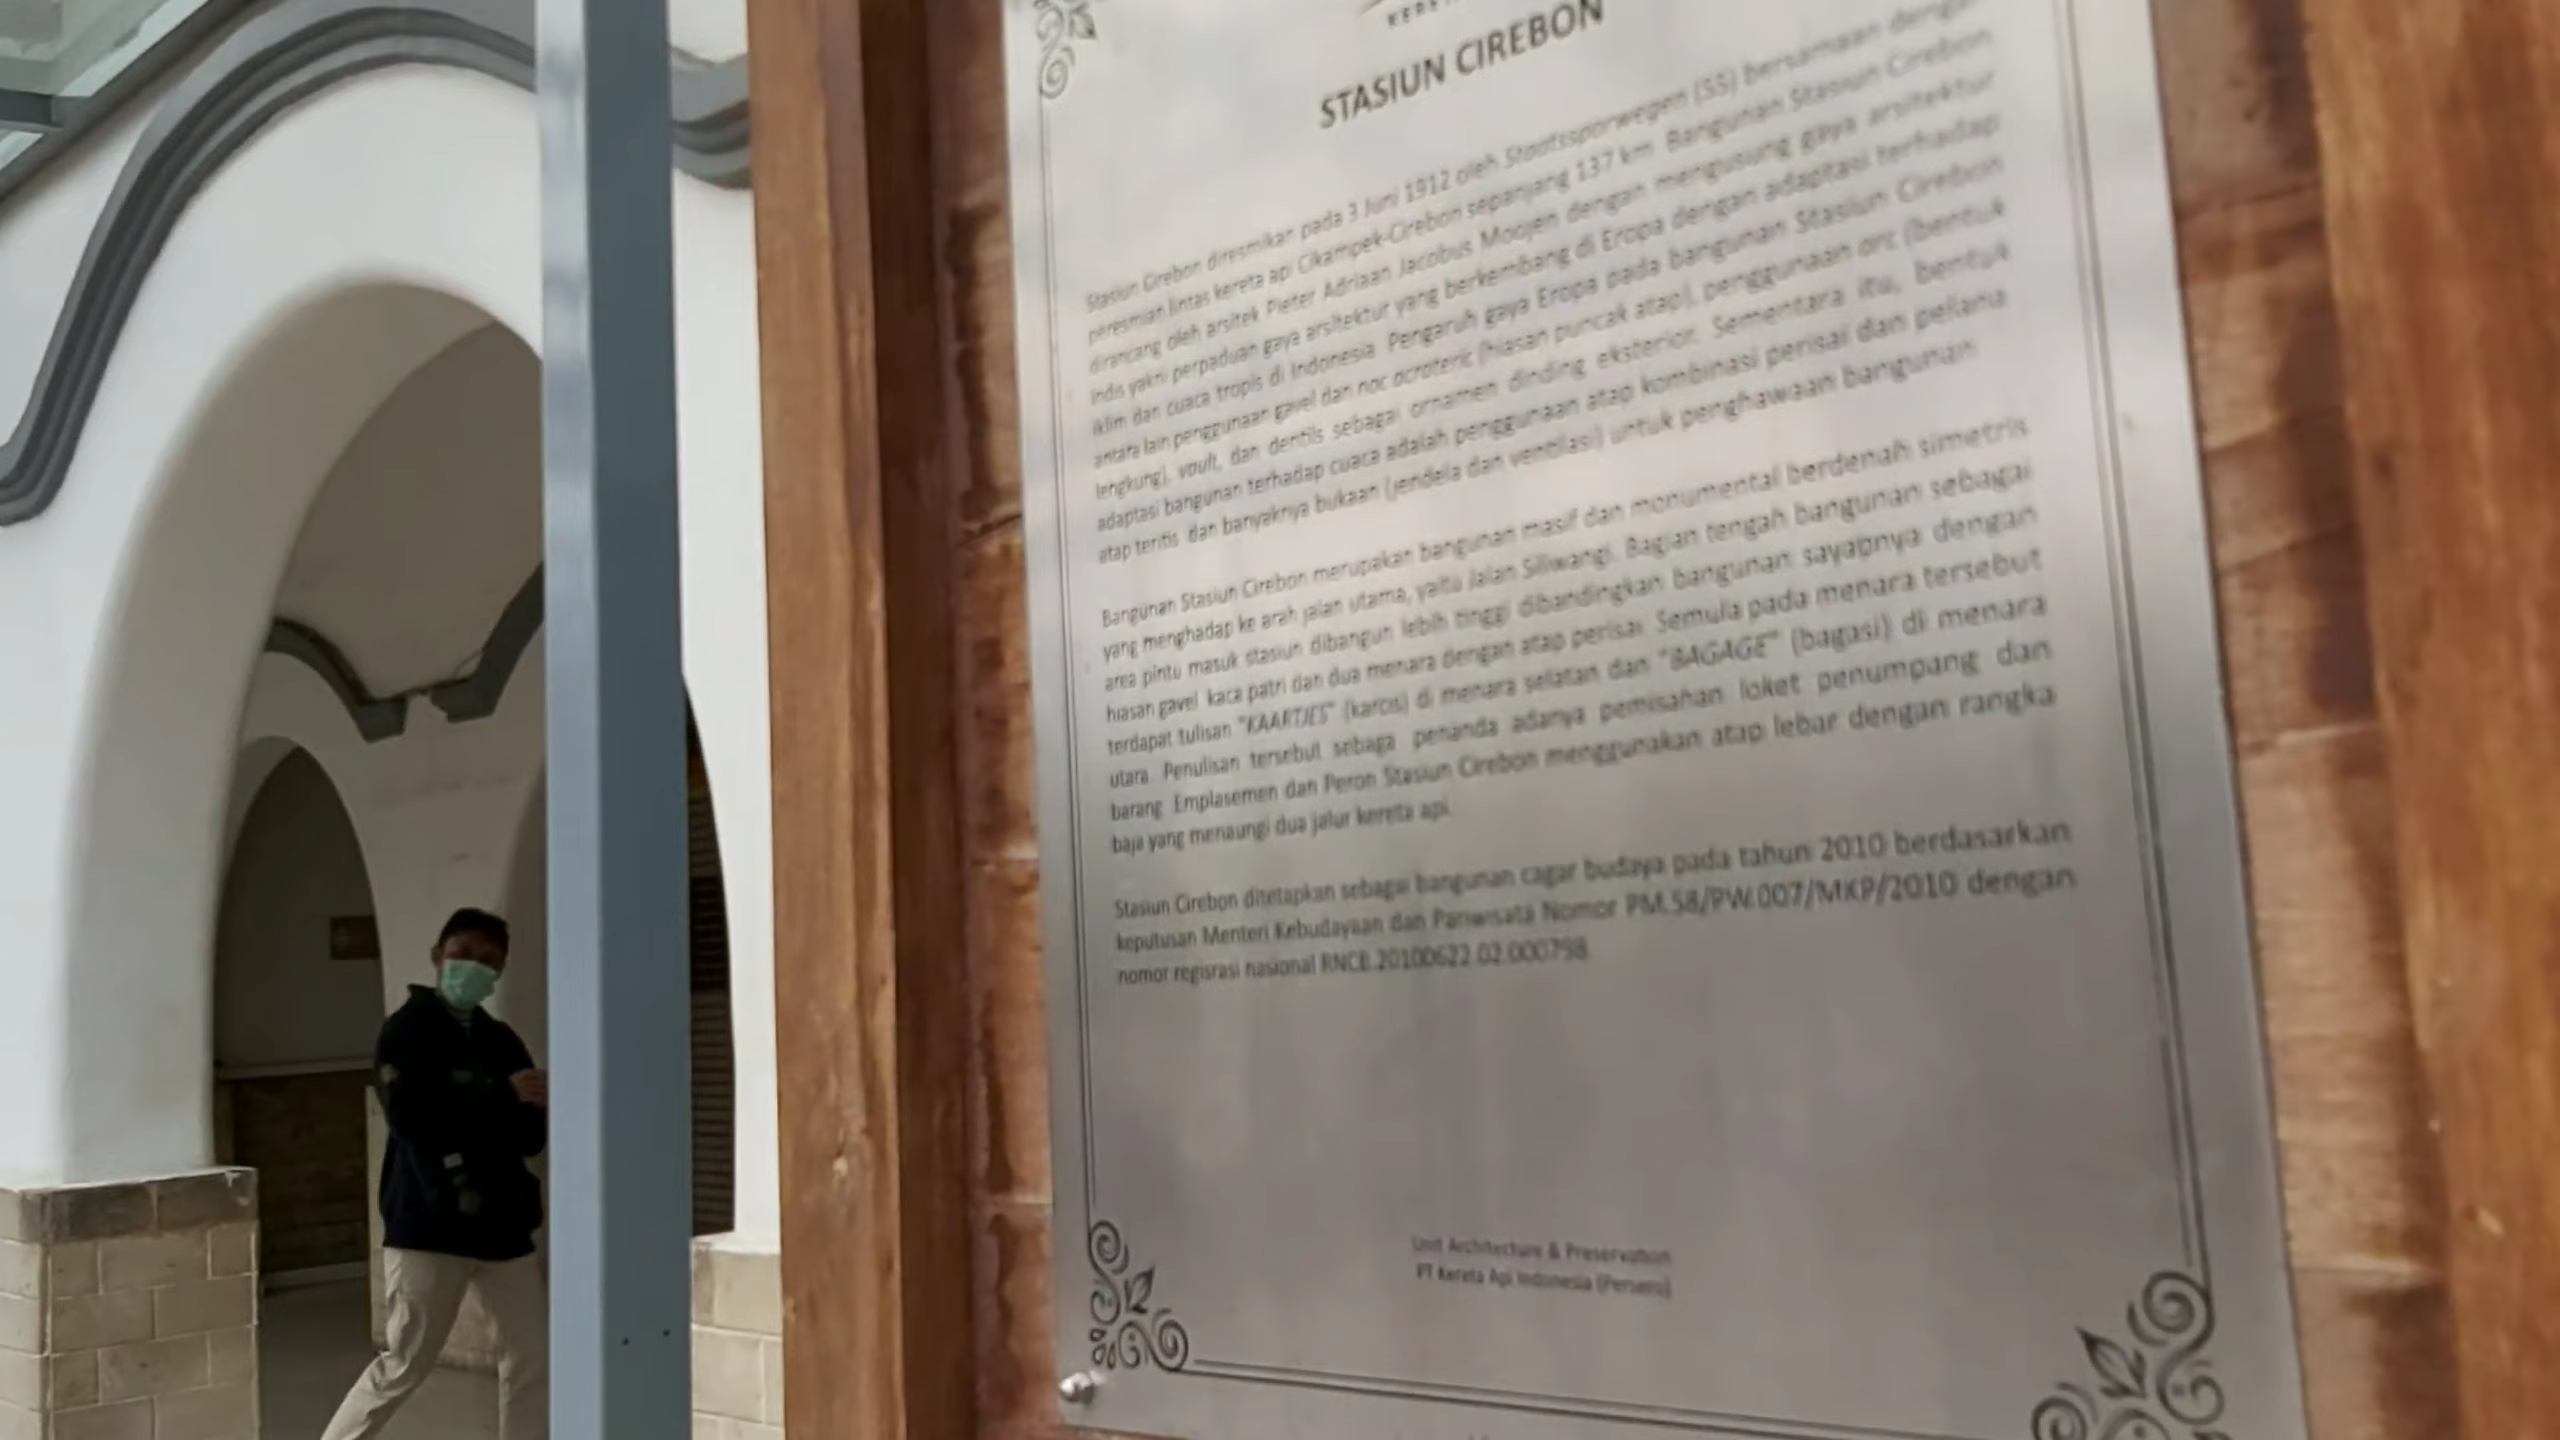 STASIUN CIREBON
Stasiun Cirebon diresmikan pada 3 Juni 1912 oleh Staatssporwegen (SS) bersamaan dengan
peresmian lintas kereta api Cikampek-Cirebon sepanjang 137 km. Bangunan Stasiun Cirebon
dirancang oleh arsitek Pieter Adriaan Jacobus Moojen dengan mengusung gaya arsitektur
Indis yakni perpaduan gaya arsitektur yang berkembang di Eropa dengan adaptasi terhadap
iklim dan cuaca tropis di Indonesia. Pengaruh gaya Eropa pada bangunan Stasiun Cirebon
antara lain penggunaan gavel dan noc acroterie (hiasan puncak atap), penggunaan arc (bentuk
lengkung), vault, dan dentils sebagai ornamen dinding eksterior. Sementara itu, bentuk
adaptasi bangunan terhadap cuaca adalah penggunaan atap kombinasi perisai dan pelana
atap teritis dan banyaknya bukaan (jendela dan ventilasi) untuk penghawaan bangunan.
Bangunan Stasiun Cirebon merupakan bangunan masif dan monumental berdenah simetris
yang menghadap ke arah jalan utama, yaitu Jalan Siliwangi. Bagian tengah bangunan sebagai
area pintu masuk stasiun dibangun lebih tinggi dibandingkan bangunan sayapnya dengan
hiasan gavel kaca patri dan dua menara dengan atap perisai. Semula pada menara tersebut
terdapat tulisan "KAARTJES" (karcis) di menara selatan dan "BAGAGE" (bagasi) di menara
utara. Penulisan tersebut sebaga penanda adanya pemisahan loket penumpang dan
barang. Emplasemen dan Peron Stasiun Cirebon menggunakan atap lebar dengan rangka
baja yang menaungi dua jalur kereta api.
Stasiun Cirebon ditetapkan sebagai bangunan cagar budaya pada tahun 2010 berdasarkan
keputusan Menteri Kebudayaan dan Pariwisata Nomor PM.58/PW.007/MKP/2010 dengan
nomor regisrasi nasional RNCB.20100622.02.000798
Unit Architecture & Preservation
PT Kereta Api Indonesia (Persero)